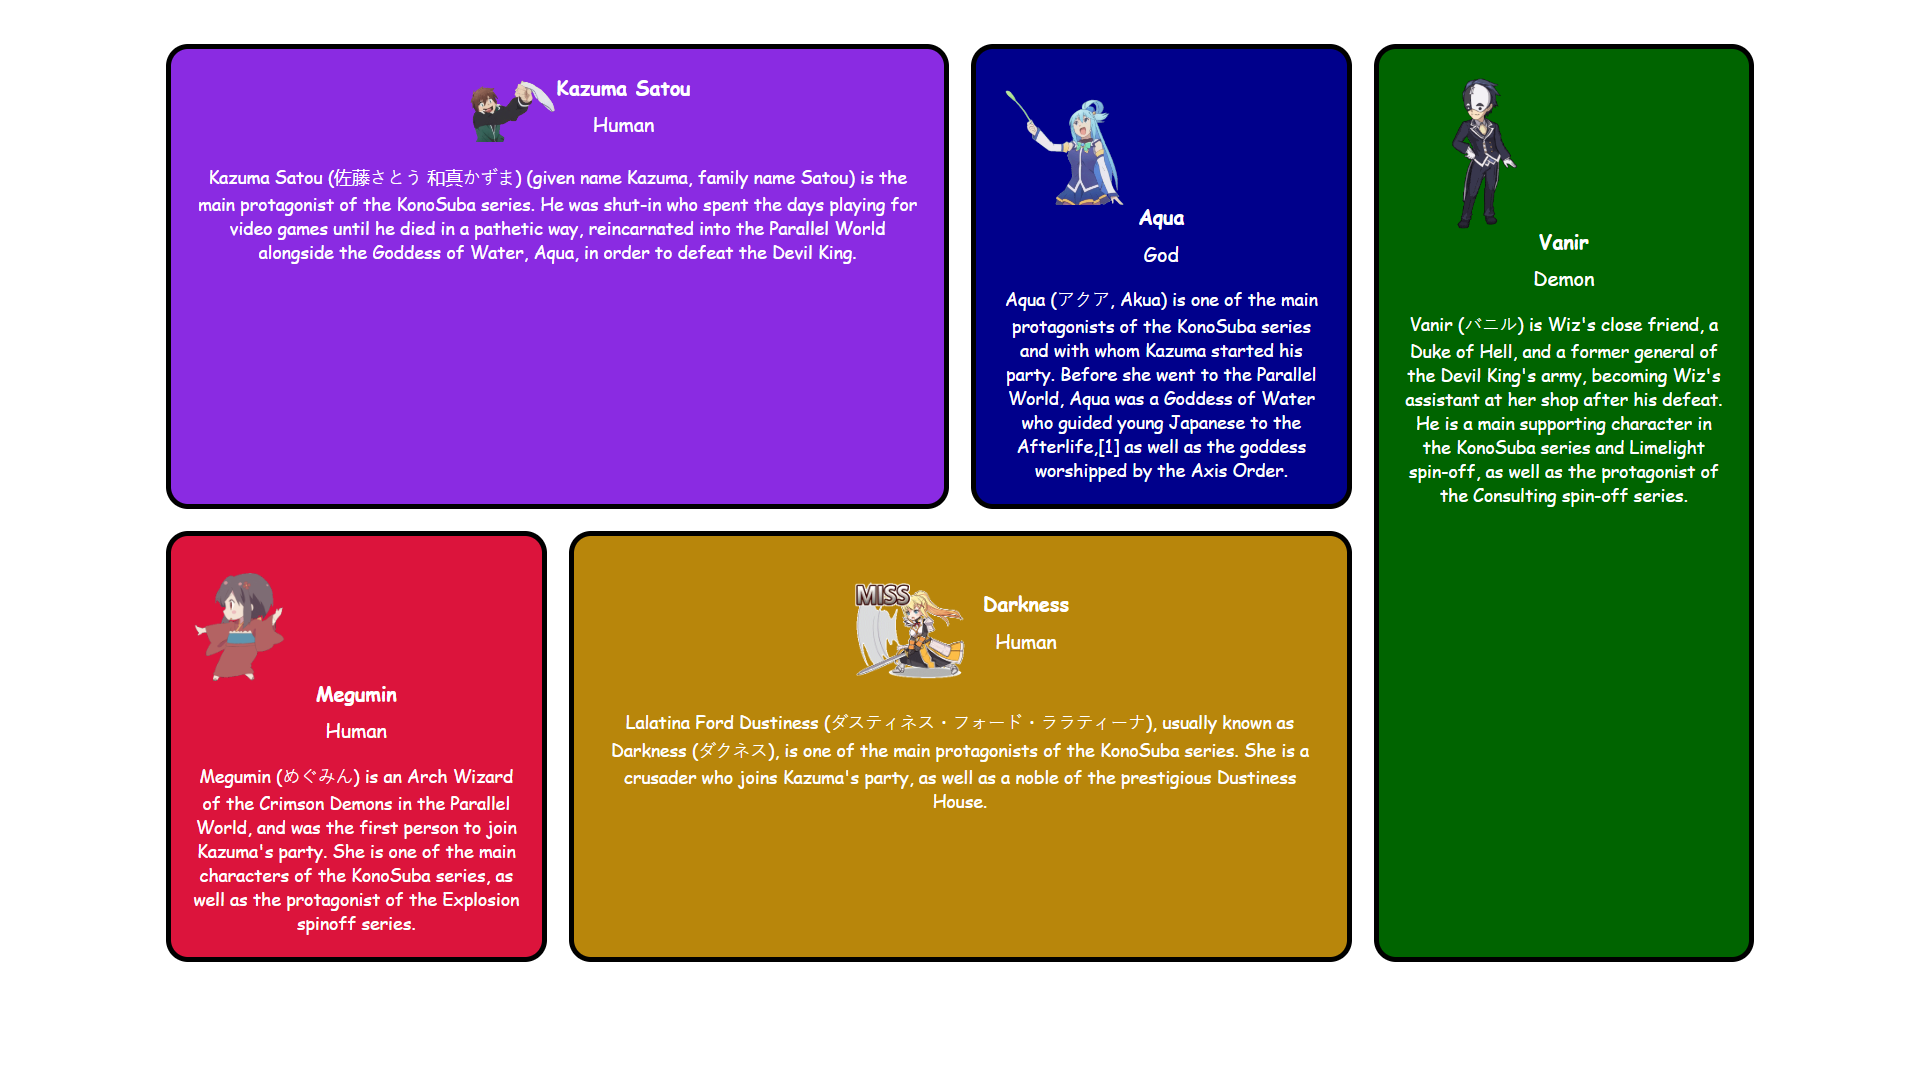 Kazuma Satou
Human
Kazuma Satou (佐藤さとう 和真かずま) (given name Kazuma, family name Satou) is the
main protagonist of the KonoSuba series. He was shut-in who spent the days playing for
video games until he died in a pathetic way, reincarnated into the Parallel World
alongside the Goddess of Water, Aqua, in order to defeat the Devil King.
Aqua
God
Aqua (アクア, Akua) is one of the main
protagonists of the KonoSuba series
and with whom Kazuma started his
party. Before she went to the Parallel
World, Aqua was a Goddess of Water
who guided young Japanese to the
Afterlife,[1] as well as the goddess
worshipped by the Axis Order.
Vanir
Demon
Vanir (バニル) is Wiz's close friend, a
Duke of Hell, and a former general of
the Devil King's army, becoming Wiz's
assistant at her shop after his defeat.
He is a main supporting character in
the KonoSuba series and Limelight
spin-off, as well as the protagonist of
the Consulting spin-off series.
Megumin
Human
Megumin (めぐみん) is an Arch Wizard
of the Crimson Demons in the Parallel
World, and was the first person to join
Kazuma's party. She is one of the main
characters of the KonoSuba series, as
well as the protagonist of the Explosion
spinoff series.
MISS
Darkness
Human
Lalatina Ford Dustiness (ダスティネス・フォード・ララティーナ), usually known as
Darkness (ダクネス), is one of the main protagonists of the KonoSuba series. She is a
crusader who joins Kazuma's party, as well as a noble of the prestigious Dustiness
House.